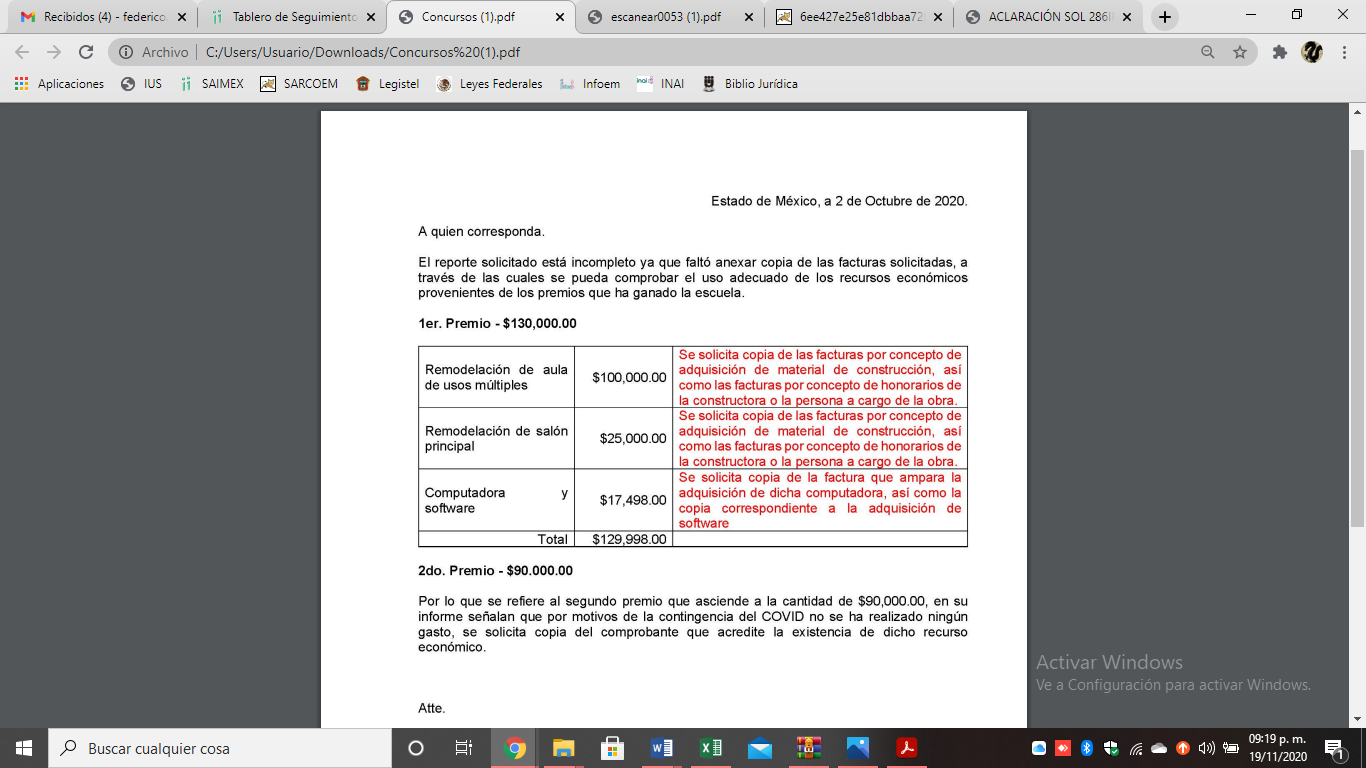 Recibidos (4) - federico.
Tablero de Seguimiento
Concursos (1).pdf
escanear0053 (1).pdf
6ee427e25e81dbbaa72
ACLARACIÓN SOL 286
Archivo | C:/Users/Usuario/Downloads/Concursos%20(1).pdf
Aplicaciones IUS SAIMEX SARCOEM Legistel Leyes Federales Infoem INAI Biblio Jurídica
Estado de México, a 2 de Octubre de 2020.
A quien corresponda.
El reporte solicitado está incompleto ya que faltó anexar copia de las facturas solicitadas, a
través de las cuales se pueda comprobar el uso adecuado de los recursos económicos
provenientes de los premios que ha ganado la escuela.
1er. Premio - $130,000.00
Remodelación de aula
de usos múltiples
$100,000.00
Se solicita copia de las facturas por concepto de
adquisición de material de construcción, así
como las facturas por concepto de honorarios de
la constructora o la persona a cargo de la obra.
Remodelación de salón
principal
$25,000.00
Se solicita copia de las facturas por concepto de
adquisición de material de construcción, así
como las facturas por concepto de honorarios de
la constructora o la persona a cargo de la obra.
Computadora y
software
$17,498.00
Se solicita copia de la factura que ampara la
adquisición de dicha computadora, así como la
copia correspondiente a la adquisición de
software
Total $129,998.00
2do. Premio - $90.000.00
Por lo que se refiere al segundo premio que asciende a la cantidad de $90,000.00, en su
informe señalan que por motivos de la contingencia del COVID no se ha realizado ningún
gasto, se solicita copia del comprobante que acredite la existencia de dicho recurso
económico.
Atte.
Activar Windows
Ve a Configuración para activar Windows.
Buscar cualquier cosa
09:19 p. m.
19/11/2020